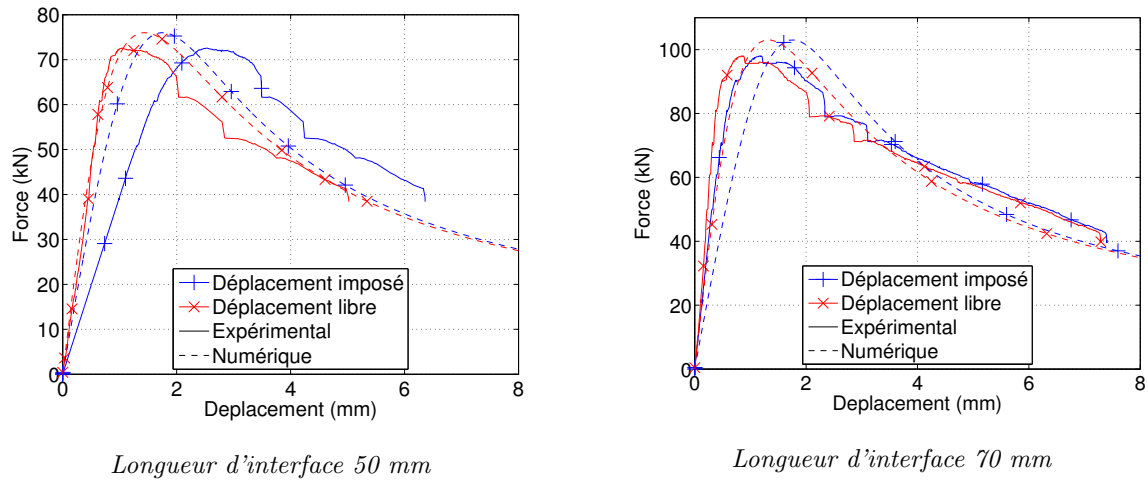 80
70
60
50
40
30
20
10
0
Force (kN)
0 2 4 6 8
Deplacement (mm)
Déplacement imposé
Déplacement libre
Expérimental
Numérique
Longueur d'interface 50 mm
100
80
60
40
20
0
Force (kN)
0 2 4 6 8
Deplacement (mm)
Déplacement imposé
Déplacement libre
Expérimental
Numérique
Longueur d'interface 70 mm